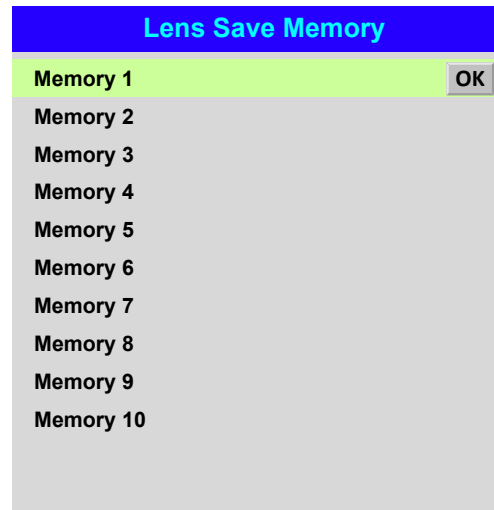 Lens Save Memory
Memory 1 OK
Memory 2
Memory 3
Memory 4
Memory 5
Memory 6
Memory 7
Memory 8
Memory 9
Memory 10